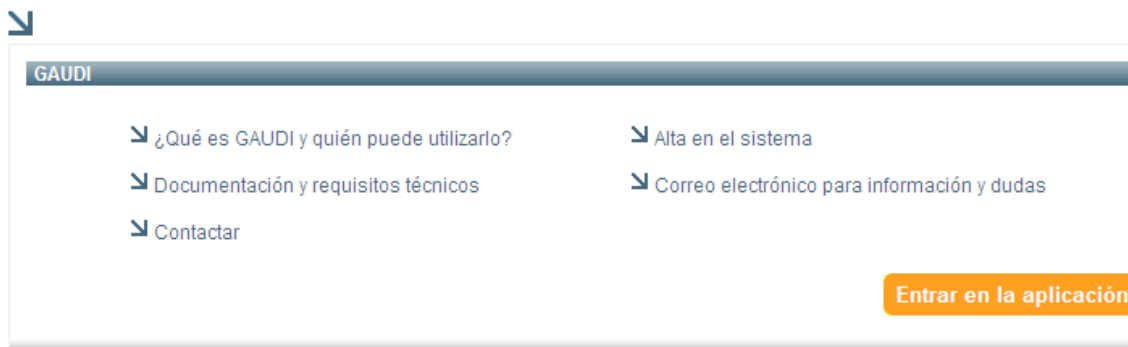 GAUDI
¿Qué es GAUDI y quién puede utilizarlo?
Alta en el sistema
Documentación y requisitos técnicos
Correo electrónico para información y dudas
Contactar
Entrar en la aplicación